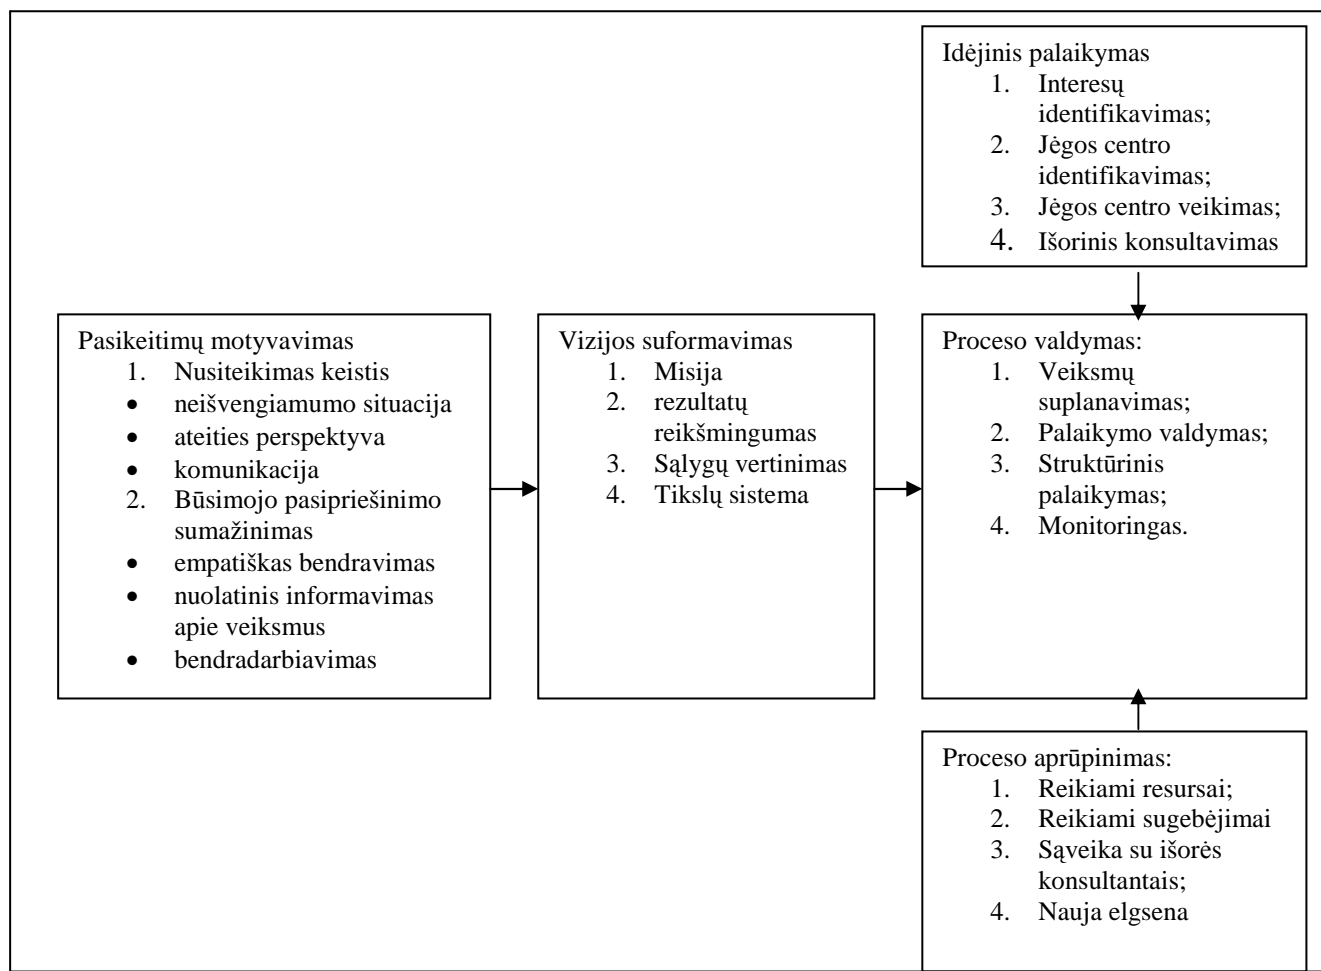 Idėjinis palaikymas
1. Interesų
identifikavimas;
2. Jėgos centro
identifikavimas;
3. Jėgos centro veikimas;
4. Išorinis konsultavimas
Pasikeitimų motyvavimas
1. Nusiteikimas keistis
• neišvengiamumo situacija
• ateities perspektyva
• komunikacija
2. Būsimojo pasipriešinimo
sumažinimas
• empatiškas bendravimas
• nuolatinis informavimas
apie veiksmus
• bendradarbiavimas
Vizijos suformavimas
1. Misija
2. rezultatų
reikšmingumas
3. Sąlygų vertinimas
4. Tikslų sistema
Proceso valdymas:
1. Veiksmų
suplanavimas;
2. Palaikymo valdymas;
3. Struktūrinis
palaikymas;
4. Monitoringas.
Proceso aprūpinimas:
1. Reikiami resursai;
2. Reikiami sugebėjimai
3. Sąveika su išorės
konsultantais;
4. Nauja elgsena